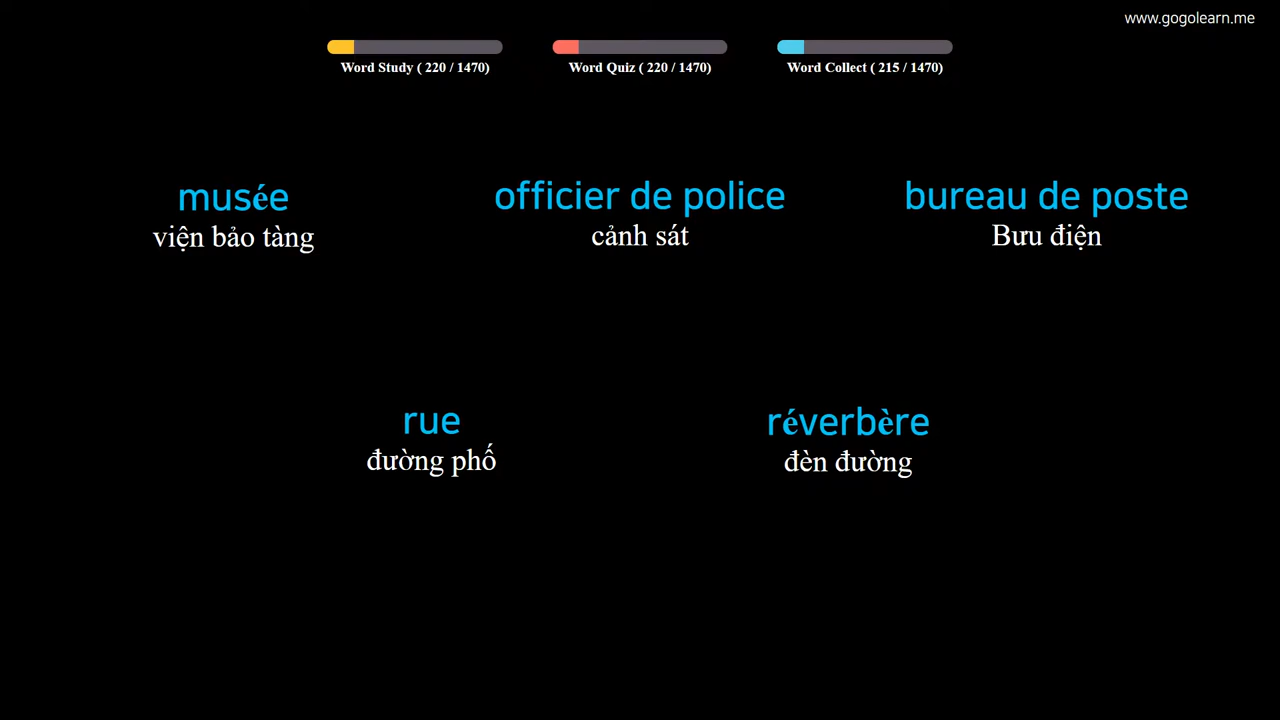 www.gogolearn.me
Word Study ( 220 / 1470)
Word Quiz ( 220 / 1470)
Word Collect ( 215 / 1470)
musée
viện bảo tàng
officier de police
cảnh sát
bureau de poste
Bưu điện
rue
đường phố
réverbère
đèn đường